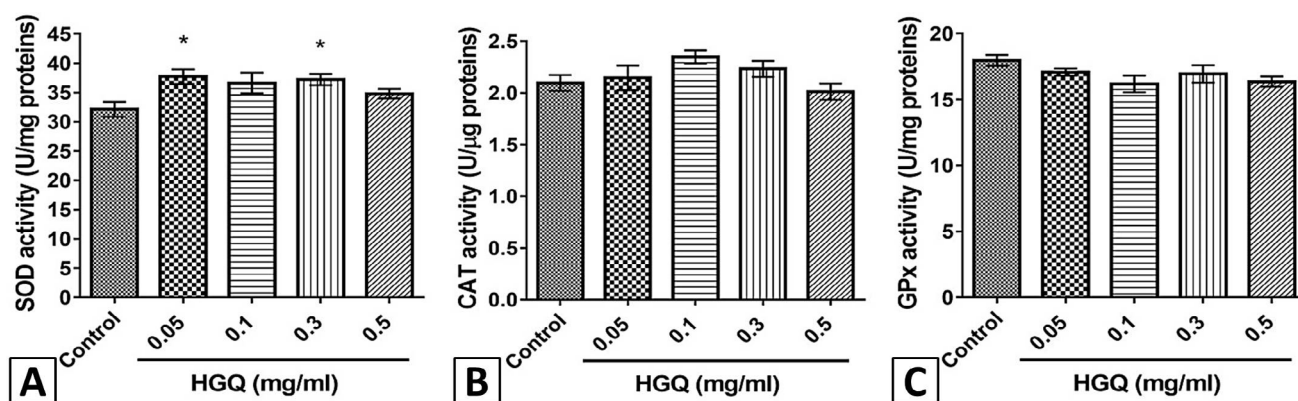 SOD activity (U/mg proteins)
45
40
35
30
25
20
15
10
5
0
*
*
Control
0.05
0.1
0.3
0.5
HGQ (mg/ml)
A
CAT activity (U/µg proteins)
2.5
2.0
1.5
1.0
0.5
0.0
Control
0.05
0.1
0.3
0.5
HGQ (mg/ml)
B
GPx activity (U/mg proteins)
20
15
10
5
0
Control
0.05
0.1
0.3
0.5
HGQ (mg/ml)
C